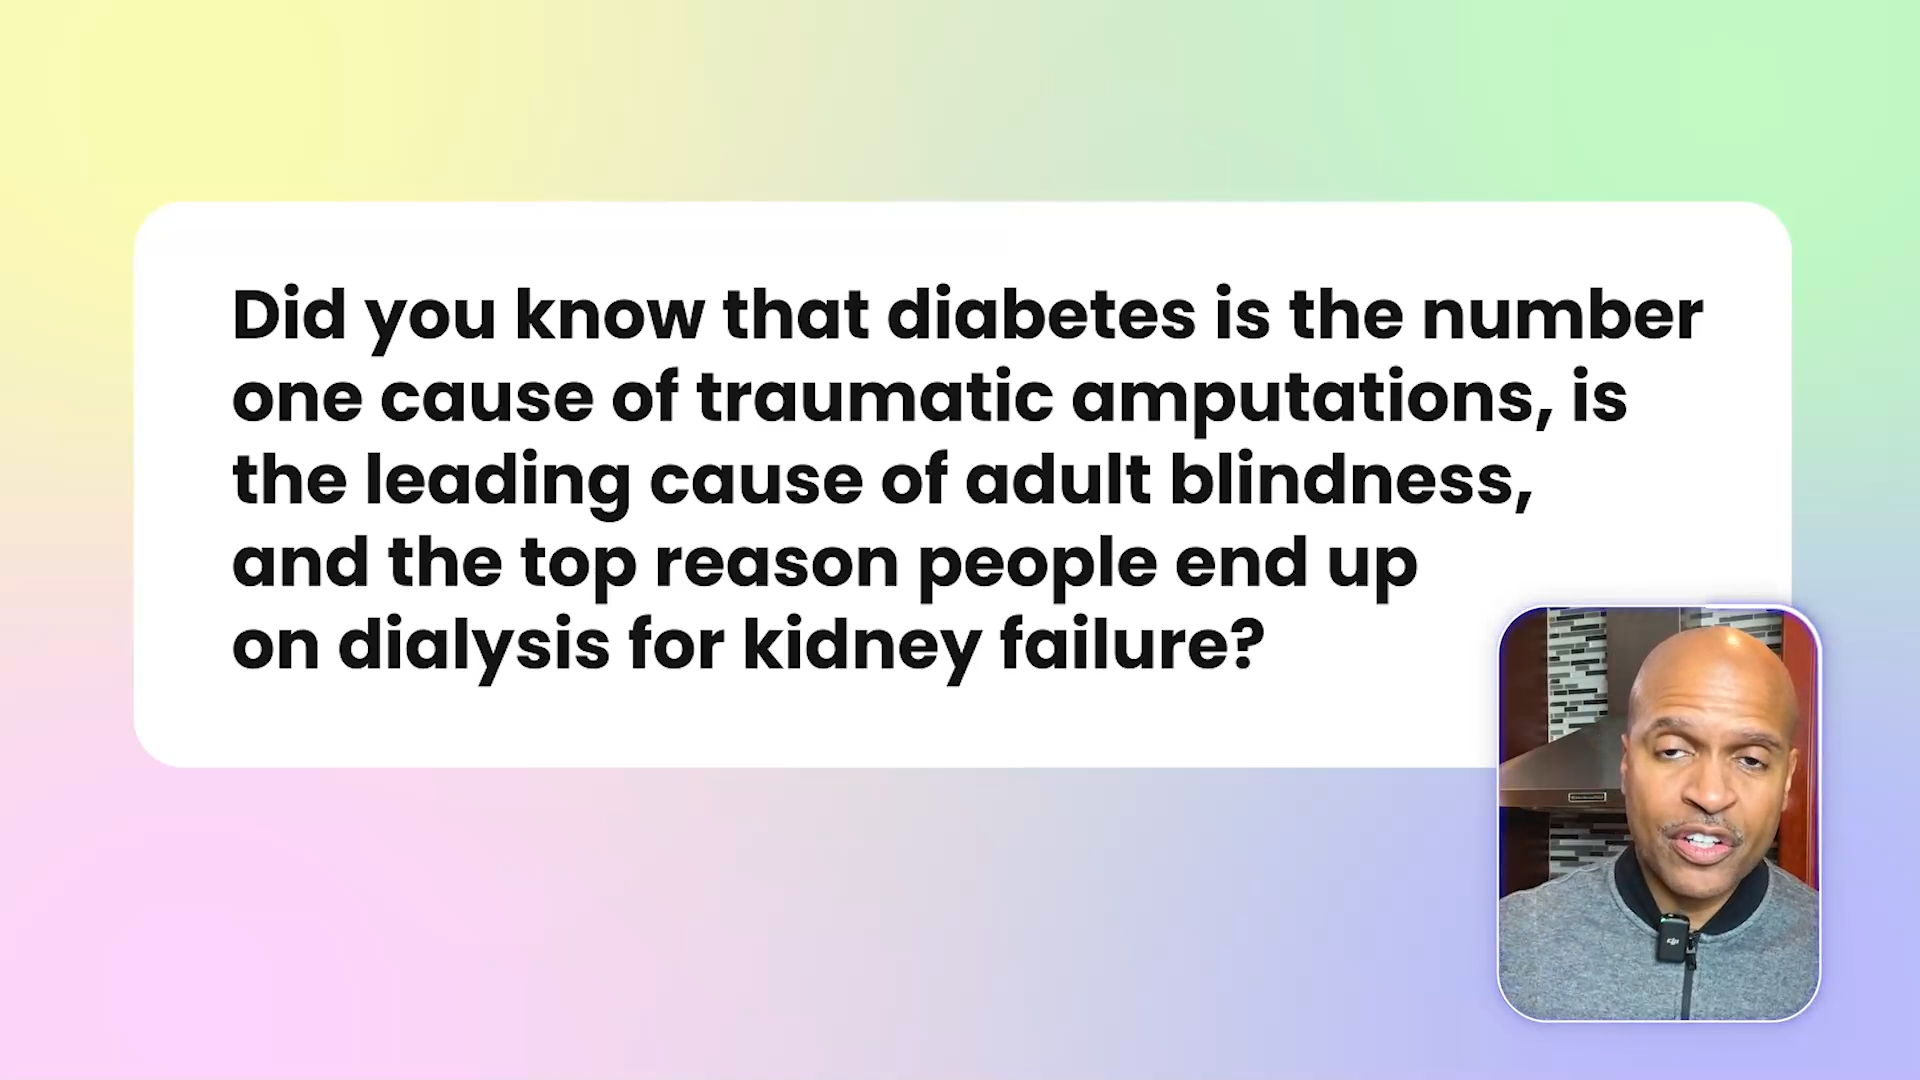 Did you know that diabetes is the number
one cause of traumatic amputations, is
the leading cause of adult blindness,
and the top reason people end up
on dialysis for kidney failure?
dji